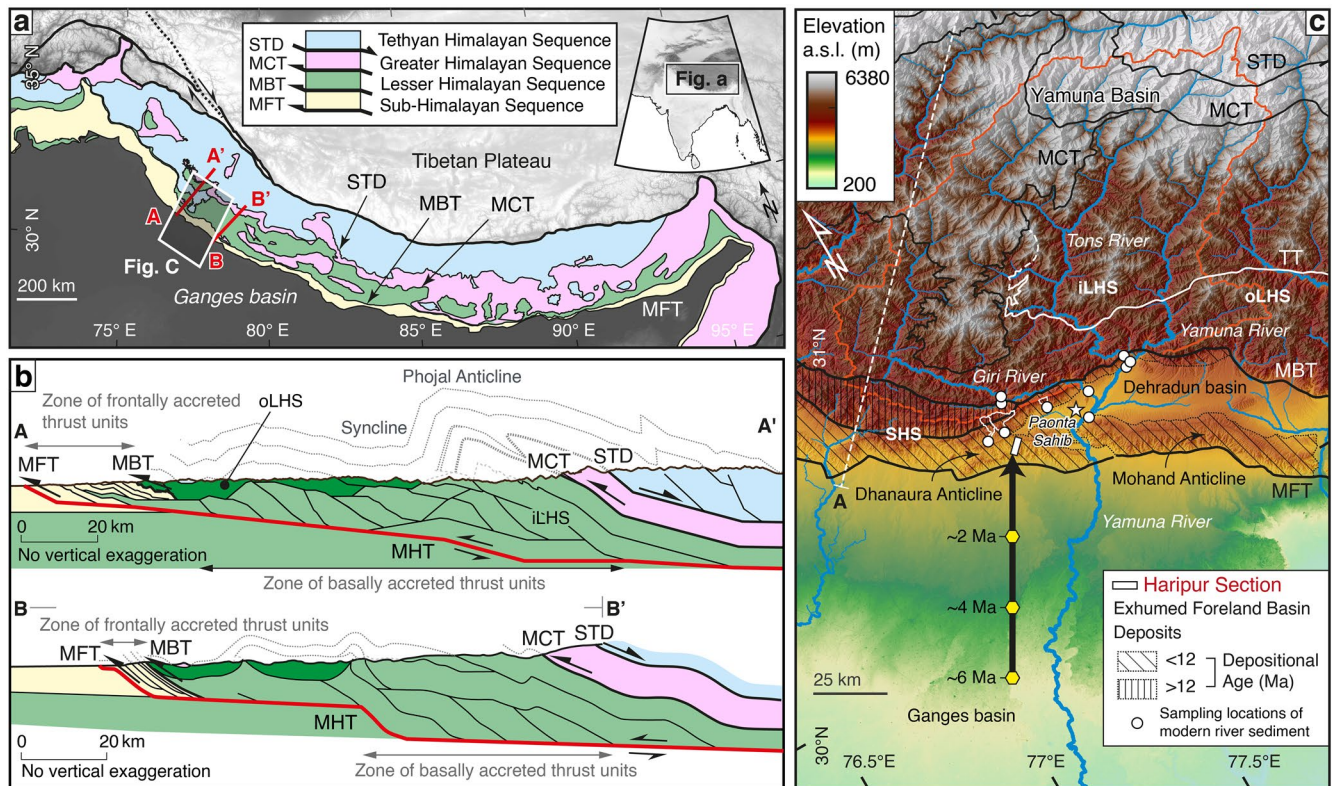 a
35°N
STD
MCT
MBT
MFT
Tethyan Himalayan Sequence
Greater Himalayan Sequence
Lesser Himalayan Sequence
Sub-Himalayan Sequence
Fig. a
Tibetan Plateau
STD
MBT
MCT
A'
B'
A
B
N
30° N
Fig. C
200 km
Ganges basin
MFT
75° E
80° E
85° E
90° E
95° E
b
Phojal Anticline
Zone of frontally accreted
thrust units
oLHS
Syncline
A
A'
MFT
MBT
MCT
STD
iLHS
0
20 km
No vertical exaggeration
MHT
Zone of basally accreted thrust units
B
B'
Zone of frontally accreted thrust units
MFT
MBT
MCT
STD
MHT
0
20 km
No vertical exaggeration
Zone of basally accreted thrust units
c
Elevation
a.s.l. (m)
6380
200
STD
Yamuna Basin
MCT
MCT
N
Tons River
TT
iLHS
oLHS
31°N
Yamuna River
Giri River
MBT
Dehradun basin
SHS
Paonta
Sahib
A
Dhanaura Anticline
Mohand Anticline
MFT
Yamuna River
~2 Ma
~4 Ma
~6 Ma
Haripur Section
Exhumed Foreland Basin
Deposits
<12
>12
Depositional
Age (Ma)
Sampling locations of
modern river sediment
25 km
Ganges basin
30°N
76.5°E
77°E
77.5°E